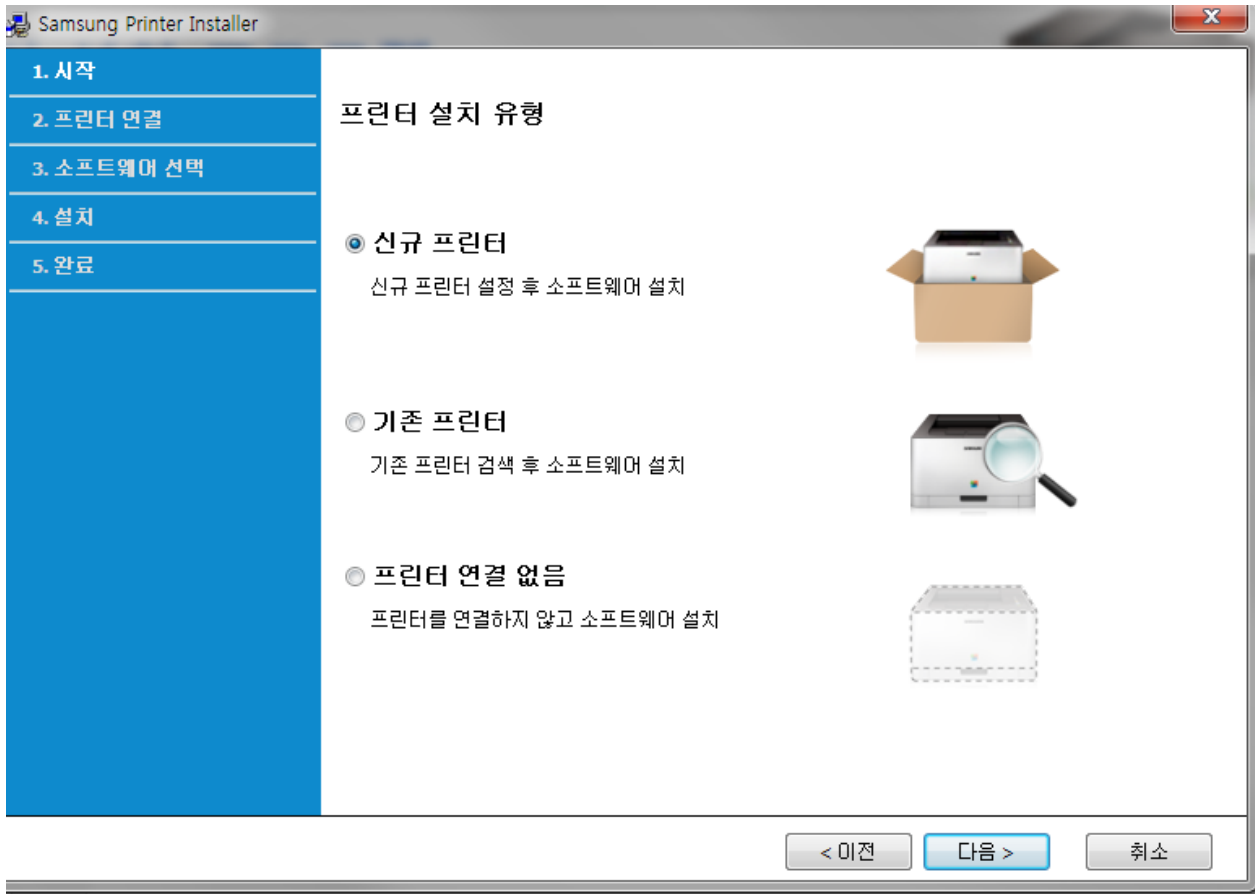 Samsung Printer Installer
1. 시작
2. 프린터 연결
3. 소프트웨어 선택
4. 설치
5. 완료
프린터 설치 유형
신규 프린터
신규 프린터 설정 후 소프트웨어 설치
기존 프린터
기존 프린터 검색 후 소프트웨어 설치
프린터 연결 없음
프린터를 연결하지 않고 소프트웨어 설치
< 이전
다음 >
취소